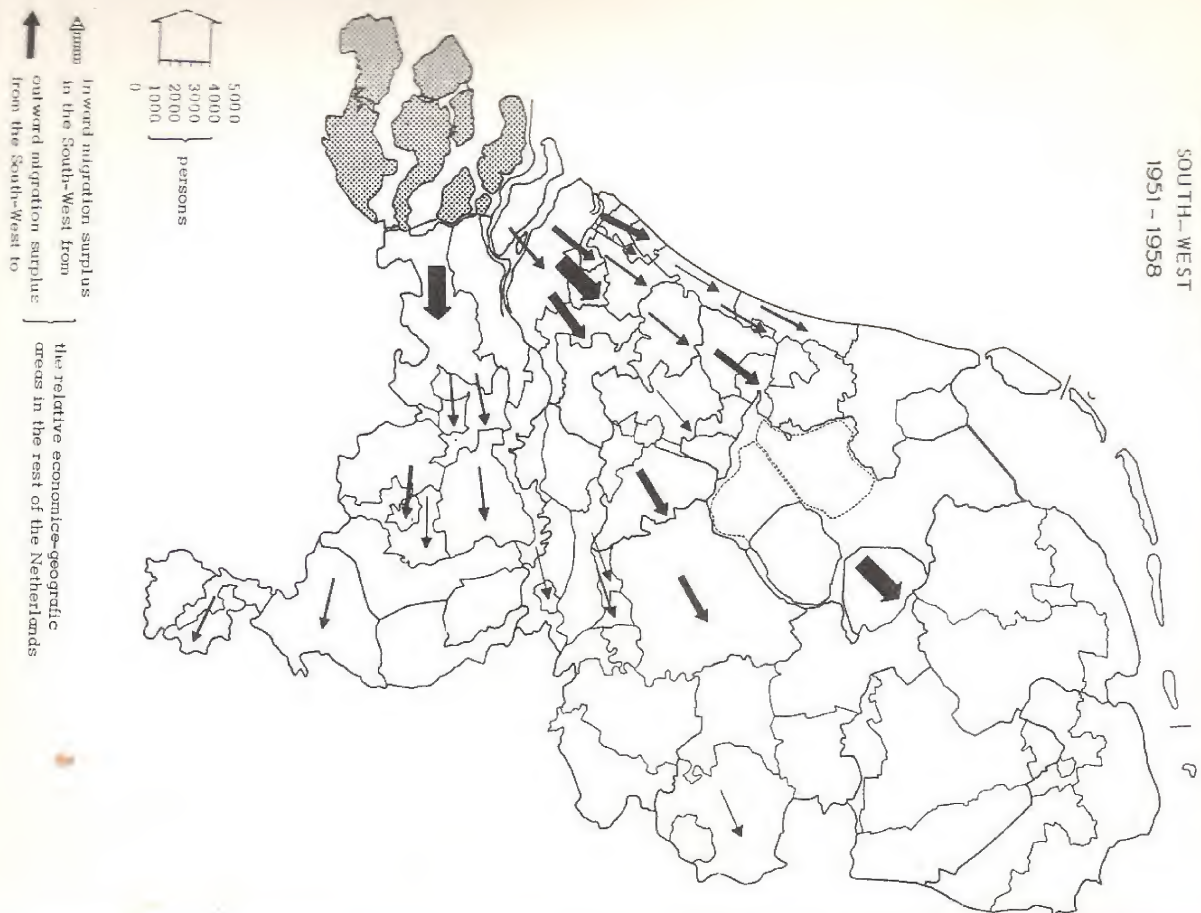 SOUTH-WEST
1951-1958
5000
4000
3000
2000
1000
0
persons
inward migration surplus
in the South-West from
outward migration surplus
from the South-West to
the relative economice-geografic
areas in the rest of the Netherlands